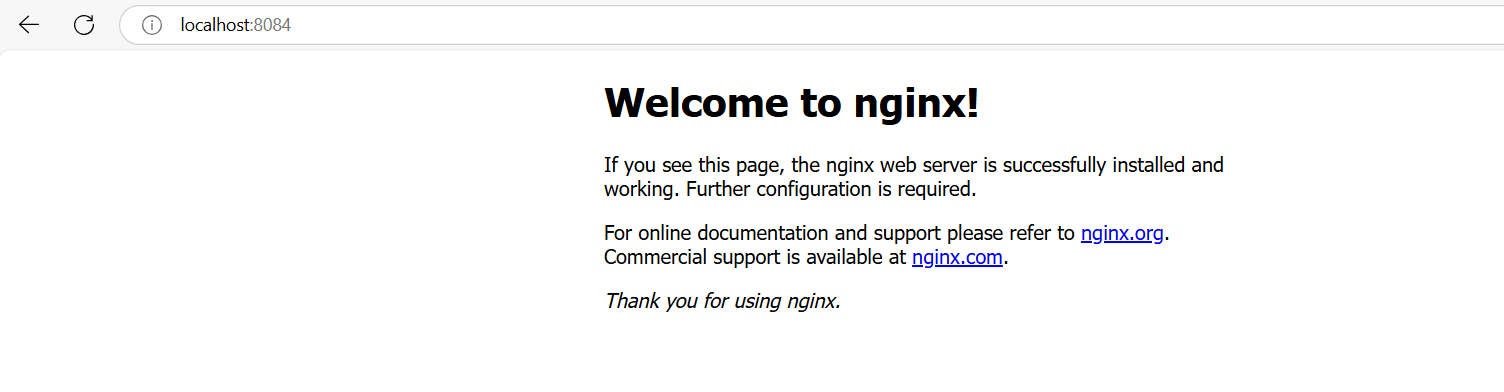 localhost:8084
Welcome to nginx!
If you see this page, the nginx web server is successfully installed and
working. Further configuration is required.
For online documentation and support please refer to nginx.org.
Commercial support is available at nginx.com.
Thank you for using nginx.